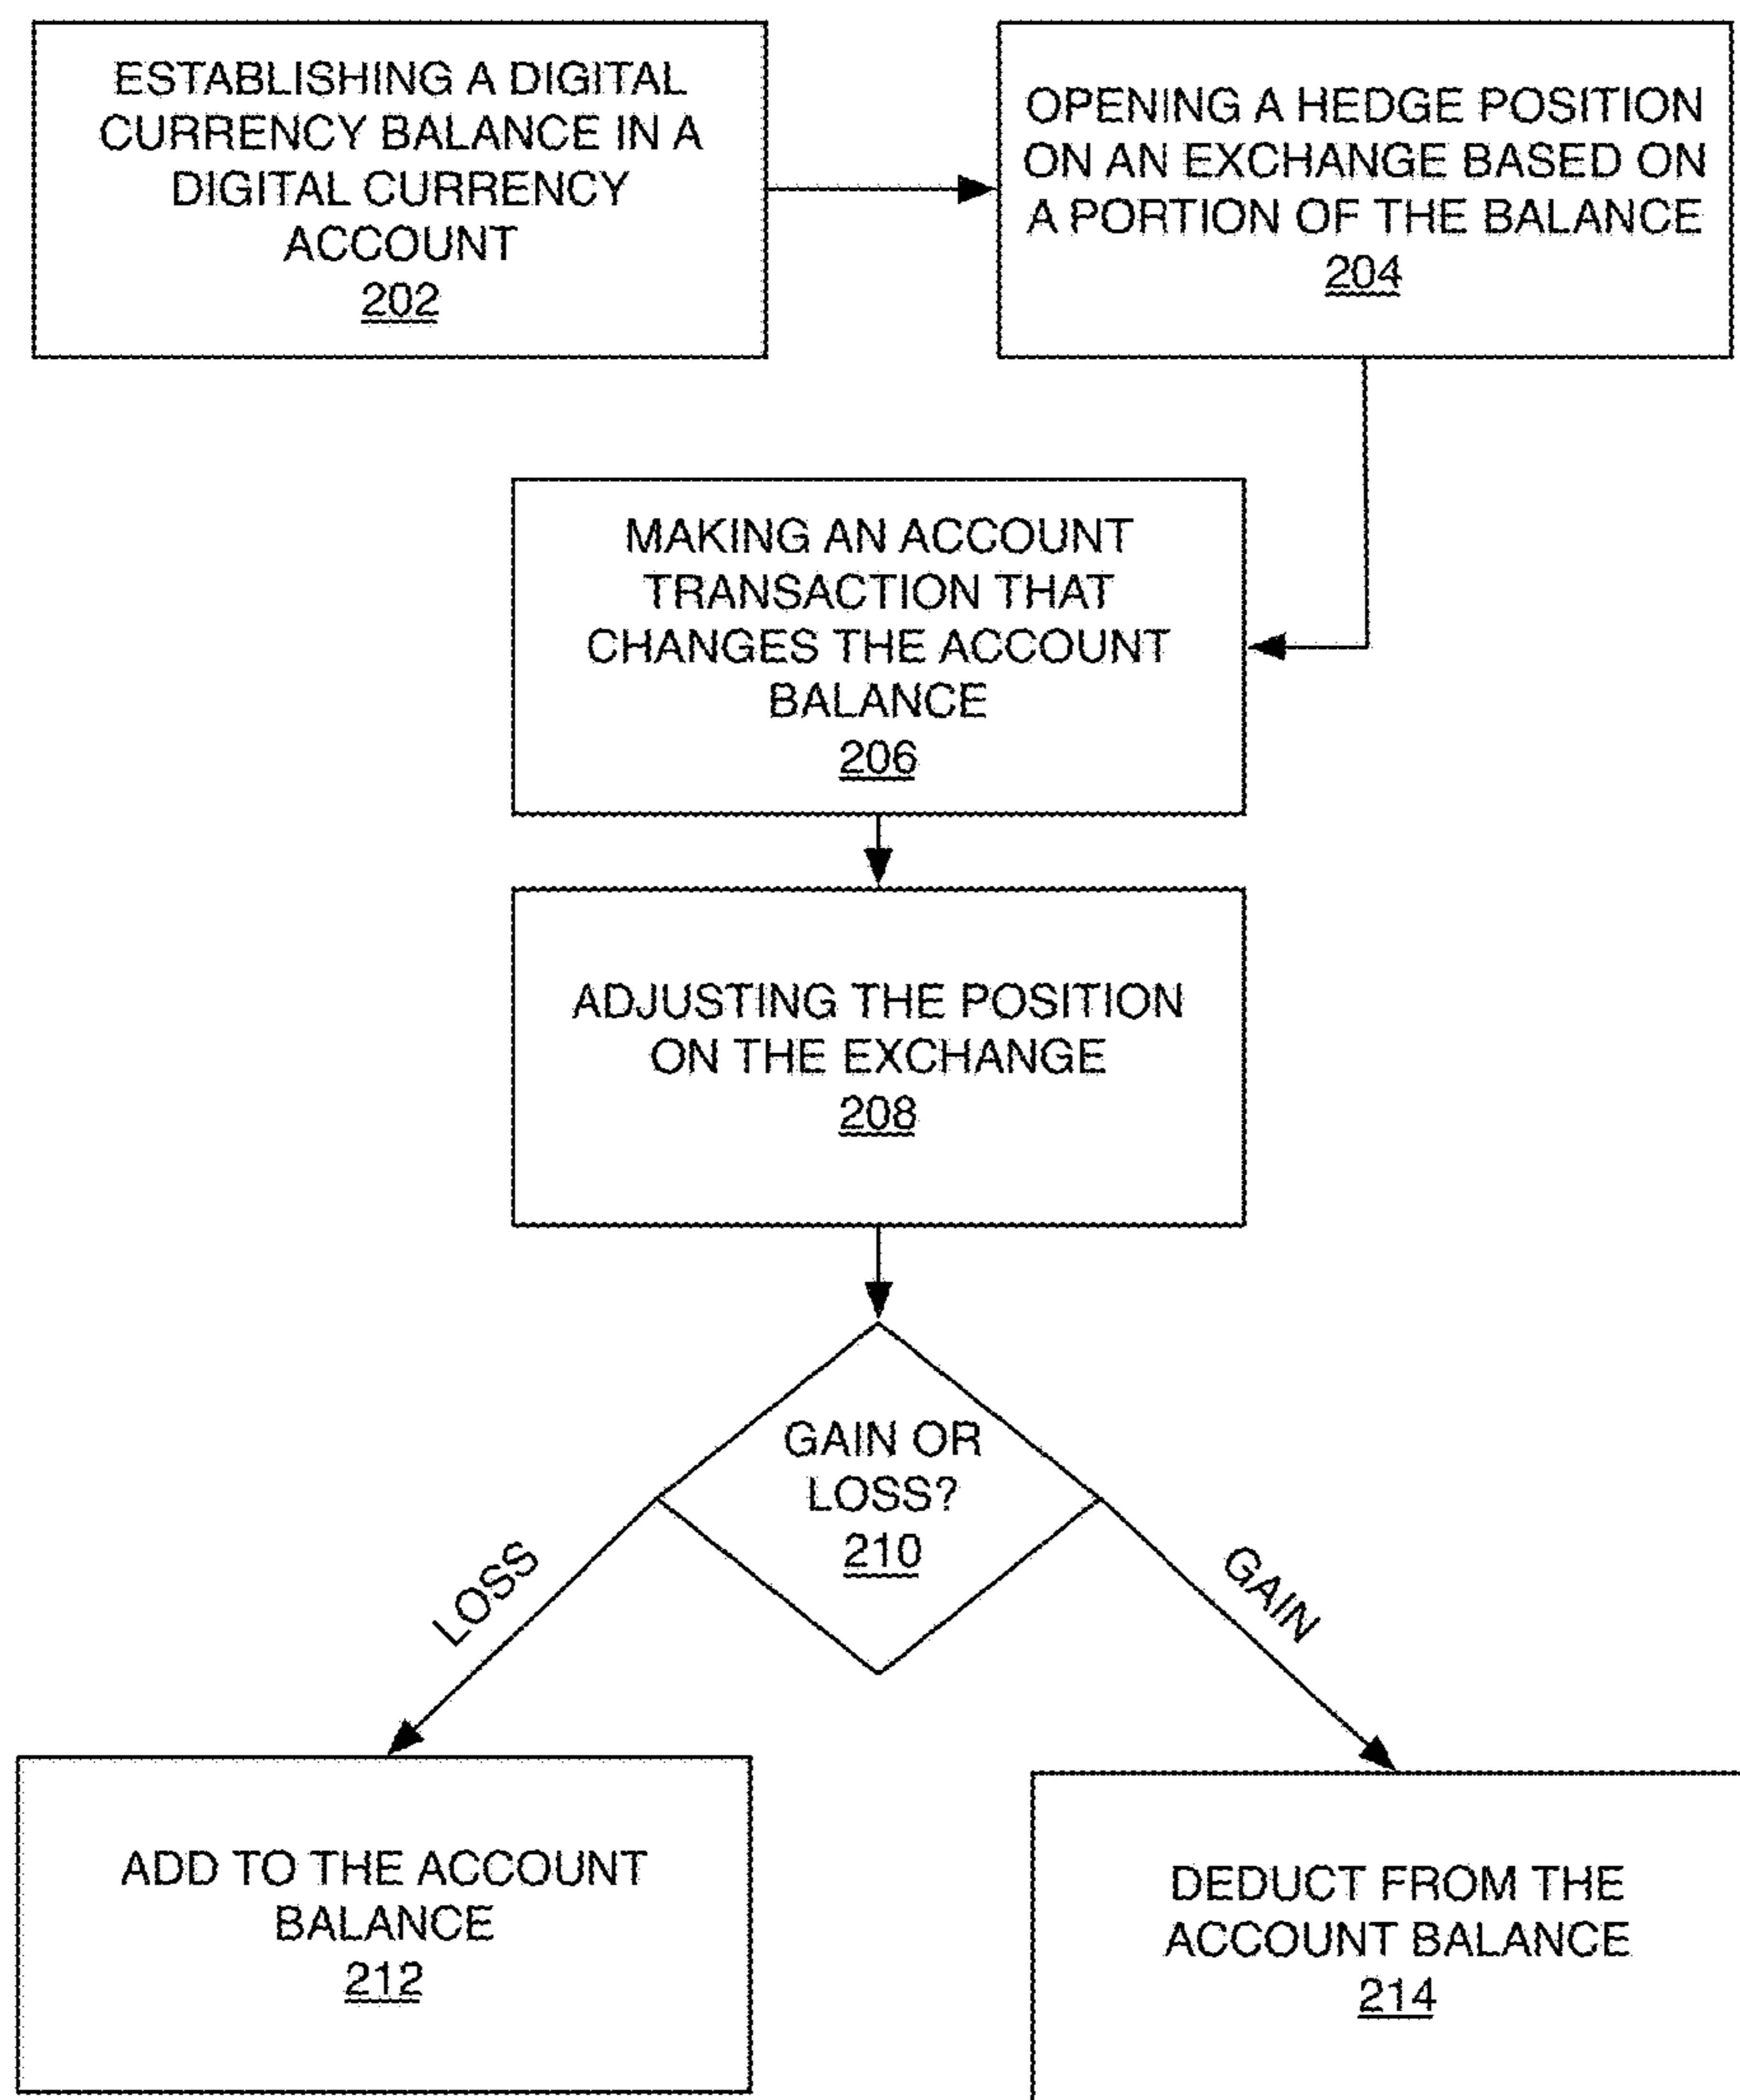 ESTABLISHING A DIGITAL
CURRENCY BALANCE IN A
DIGITAL CURRENCY
ACCOUNT
202
OPENING A HEDGE POSITION
ON AN EXCHANGE BASED ON
A PORTION OF THE BALANCE
204
MAKING AN ACCOUNT
TRANSACTION THAT
CHANGES THE ACCOUNT
BALANCE
206
ADJUSTING THE POSITION
ON THE EXCHANGE
208
GAIN OR
LOSS?
210
LOSS
GAIN
ADD TO THE ACCOUNT
BALANCE
212
DEDUCT FROM THE
ACCOUNT BALANCE
214